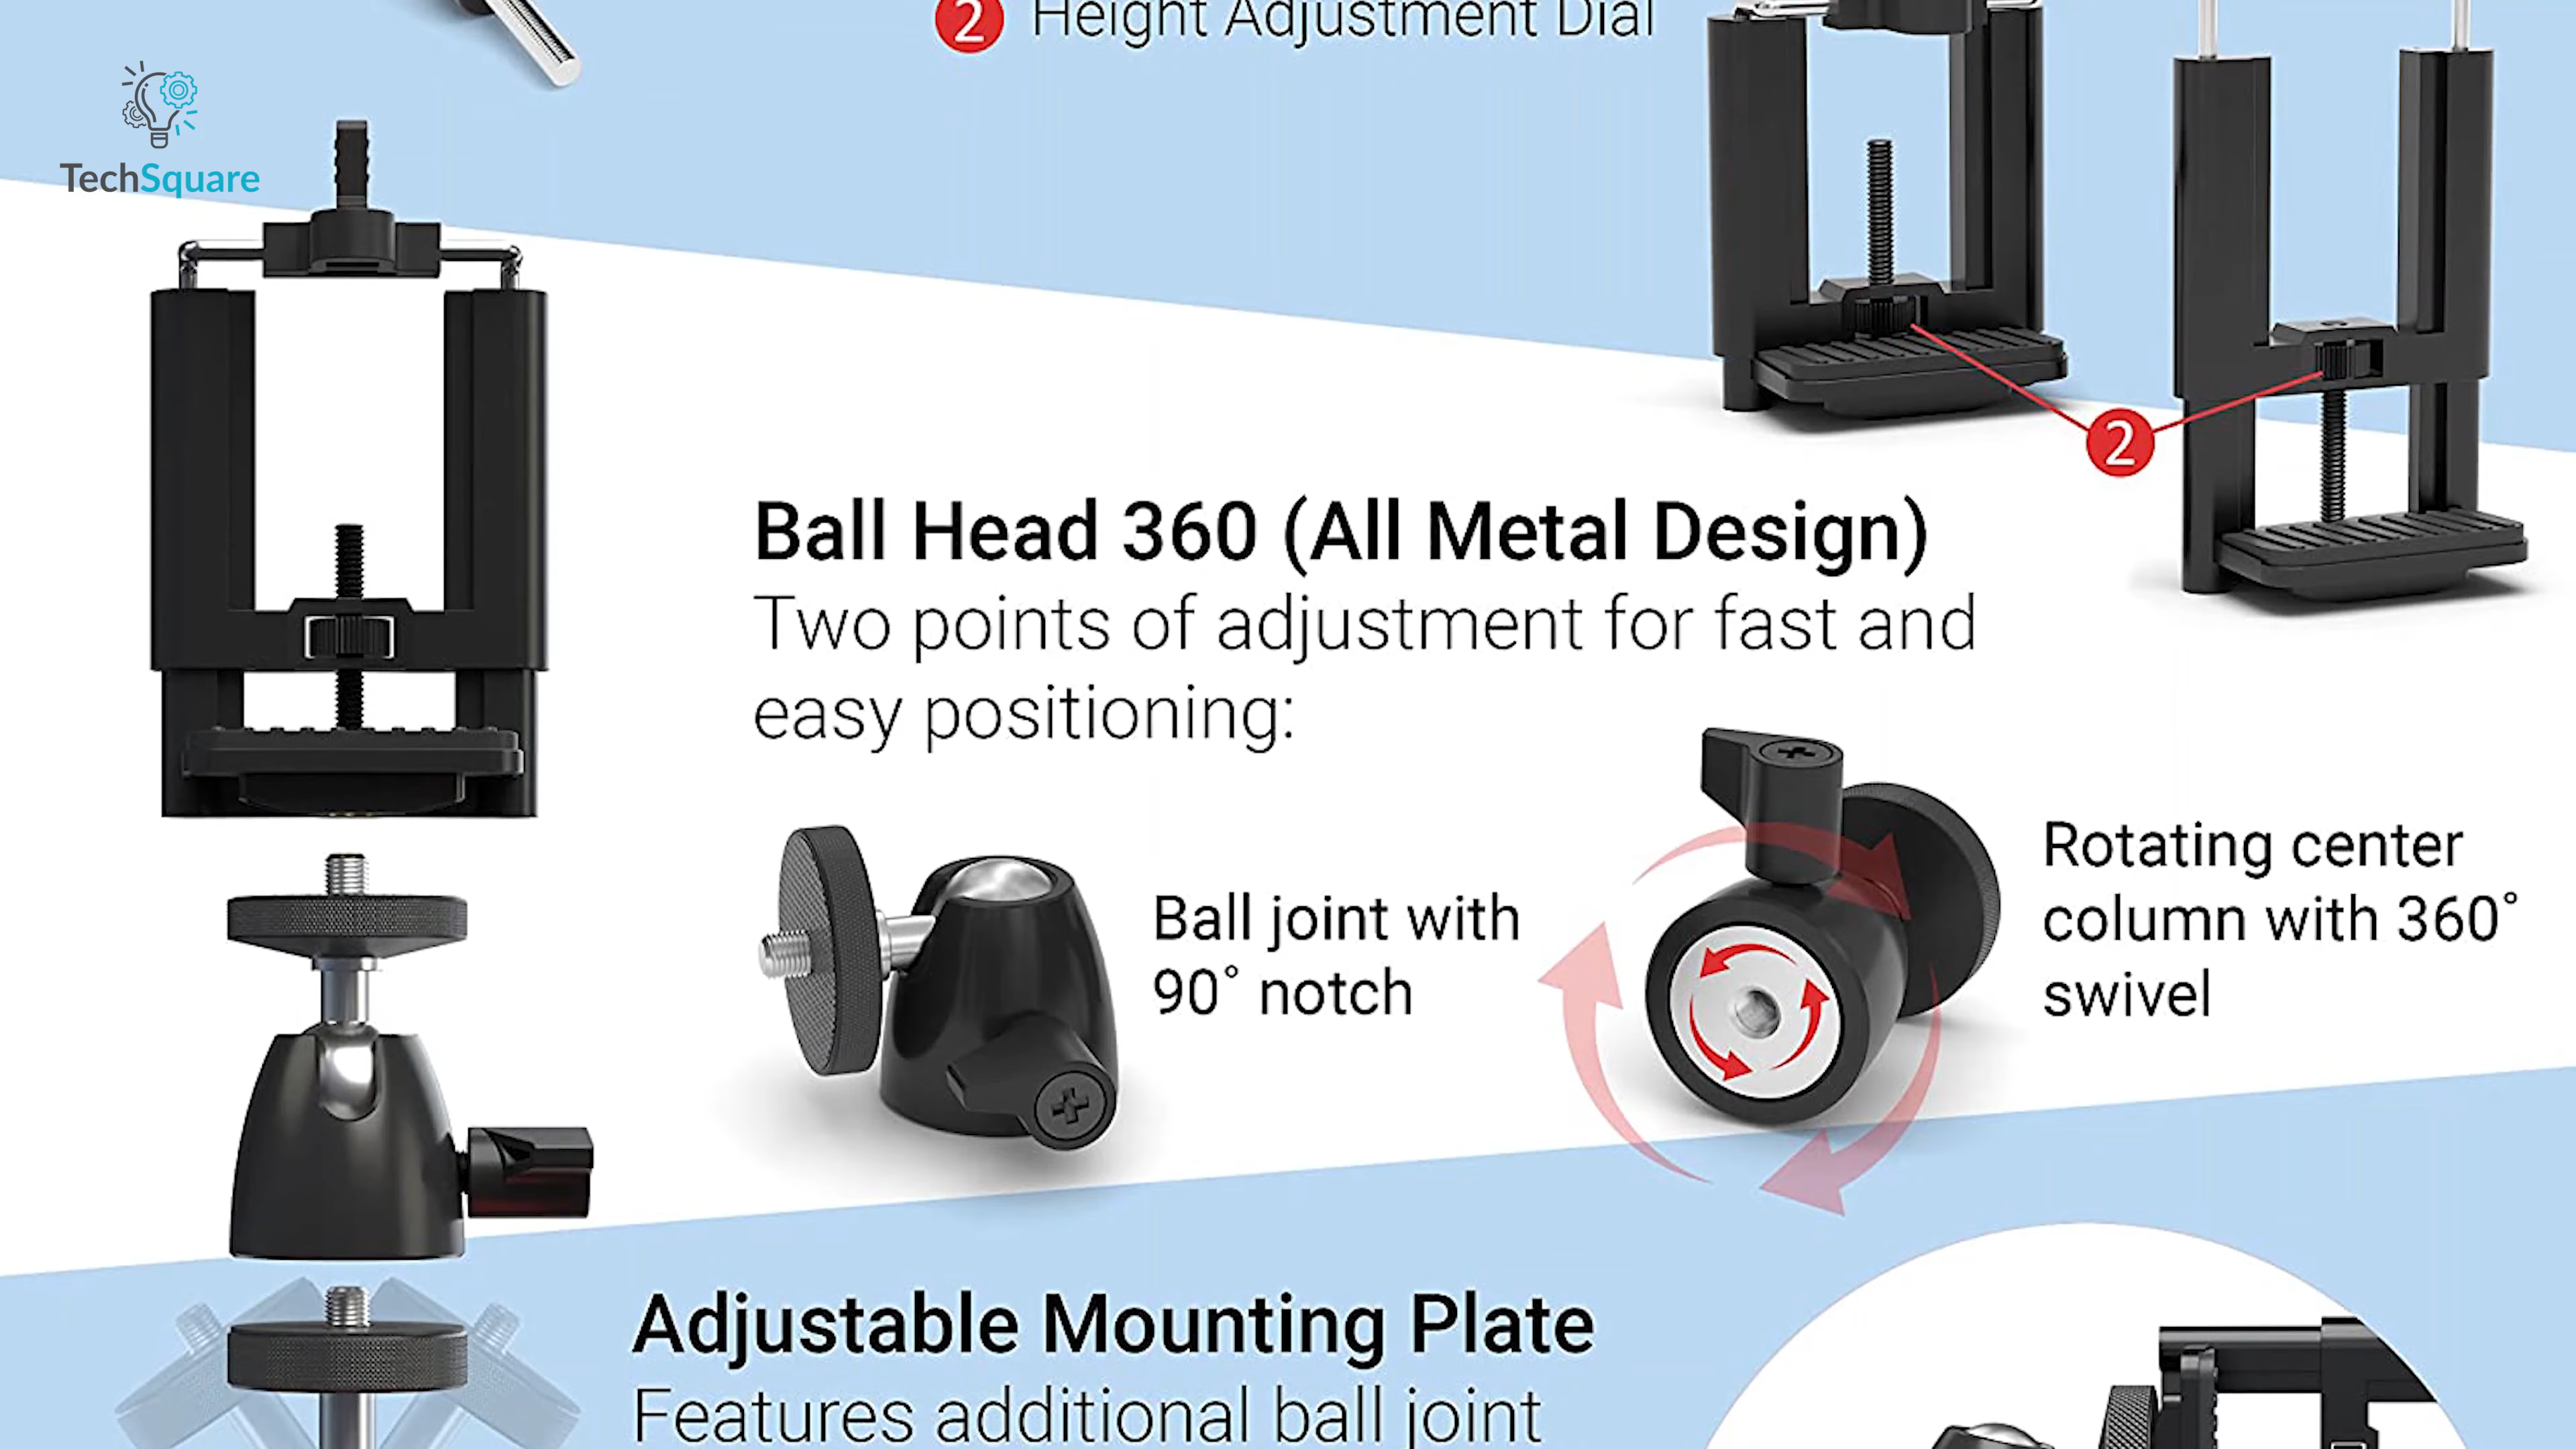 2 Height Adjustment Dial
TechSquare
2
Ball Head 360 (All Metal Design)
Two points of adjustment for fast and
easy positioning:
Ball joint with
90° notch
Rotating center
column with 360°
swivel
Adjustable Mounting Plate
Features additional ball joint